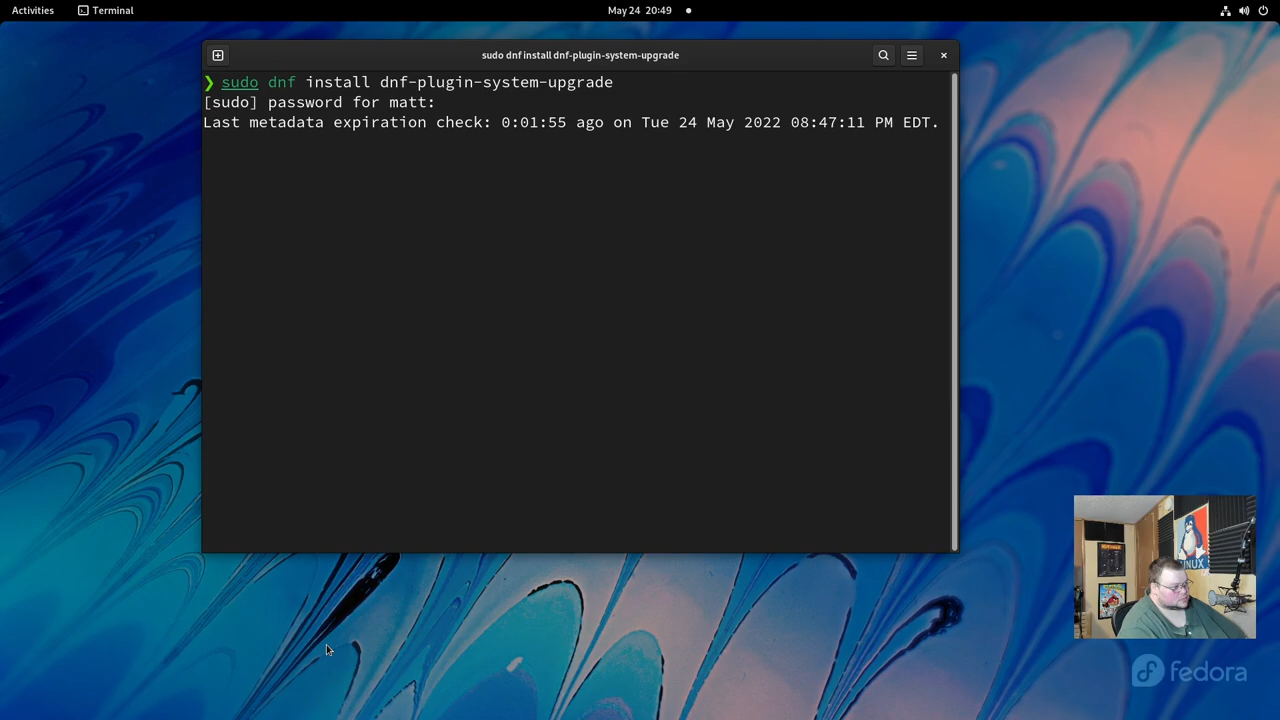 Activities
Terminal
May 24 20:49
sudo dnf install dnf-plugin-system-upgrade
❯ sudo dnf install dnf-plugin-system-upgrade
[sudo] password for matt:
Last metadata expiration check: 0:01:55 ago on Tue 24 May 2022 08:47:11 PM EDT.
fedora